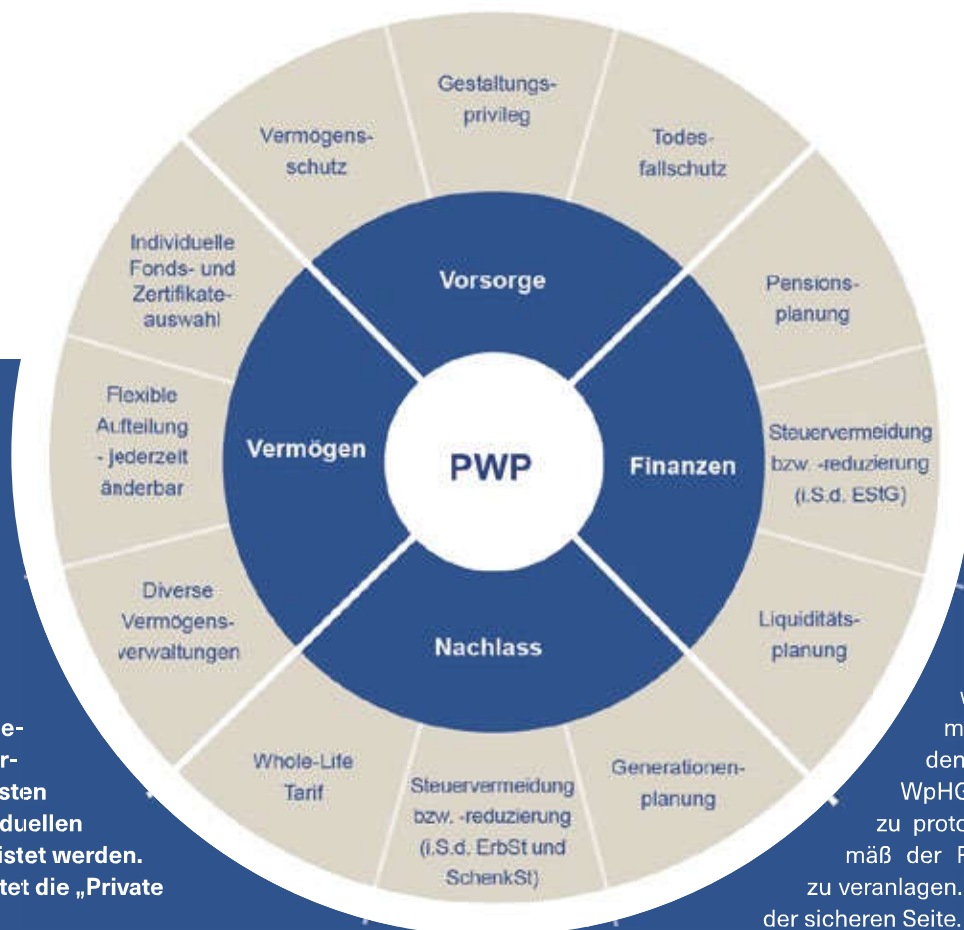 Gestaltungs-
privileg
Todes-
fallschutz
Vermögens-
schutz
Individuelle
Fonds- und
Zertifikate-
auswahl
Pensions-
planung
Vorsorge
Flexible
Aufteilung
- jederzeit
änderbar
Vermögen
PWP
Finanzen
Steuervermeidung
bzw. -reduzierung
(i.S.d. EStG)
Diverse
Vermögens-
verwaltungen
Nachlass
Liquiditäts-
planung
Whole-Life
Tarif
Steuervermeidung
bzw. -reduzierung
(i.S.d. ErbSt und
SchenkSt)
Generationen-
planung
e-
r-
sten
duellen
istet werden.
tet die „Private
den
WpHG
zu proto
mäß der
zu veranlagen.
der sicheren Seite.